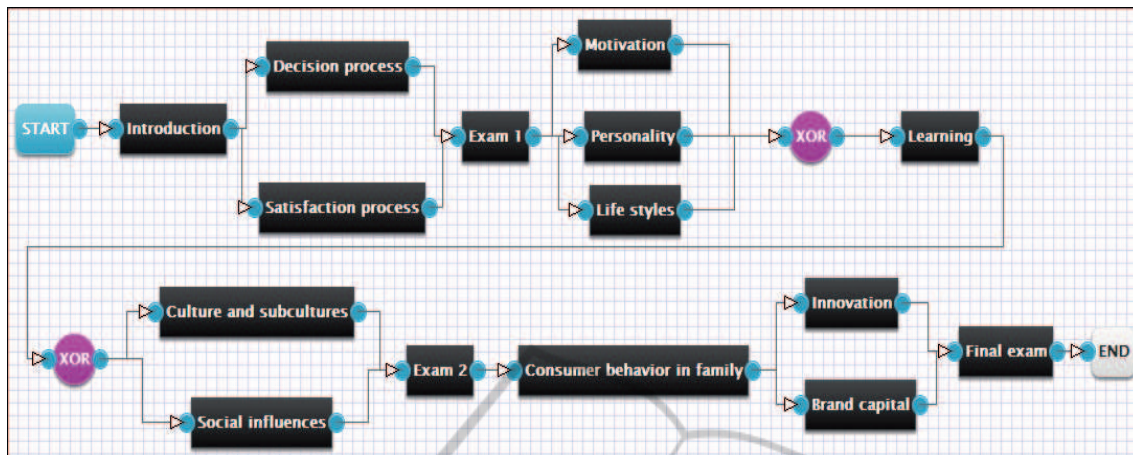 START
Introduction
Decision process
Satisfaction process
Exam 1
Motivation
Personality
Life styles
XOR
Learning
XOR
Culture and subcultures
Social influences
Exam 2
Consumer behavior in family
Innovation
Brand capital
Final exam
END